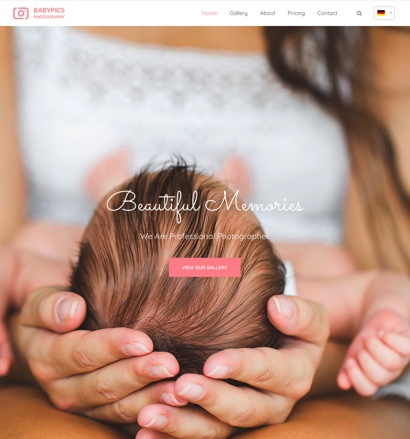 BABYPICS
PHOTOGRAPHY
Home Gallery About Pricing Contact
Beautiful Memories
We Are Professional Photographer
VIEW OUR GALLERY